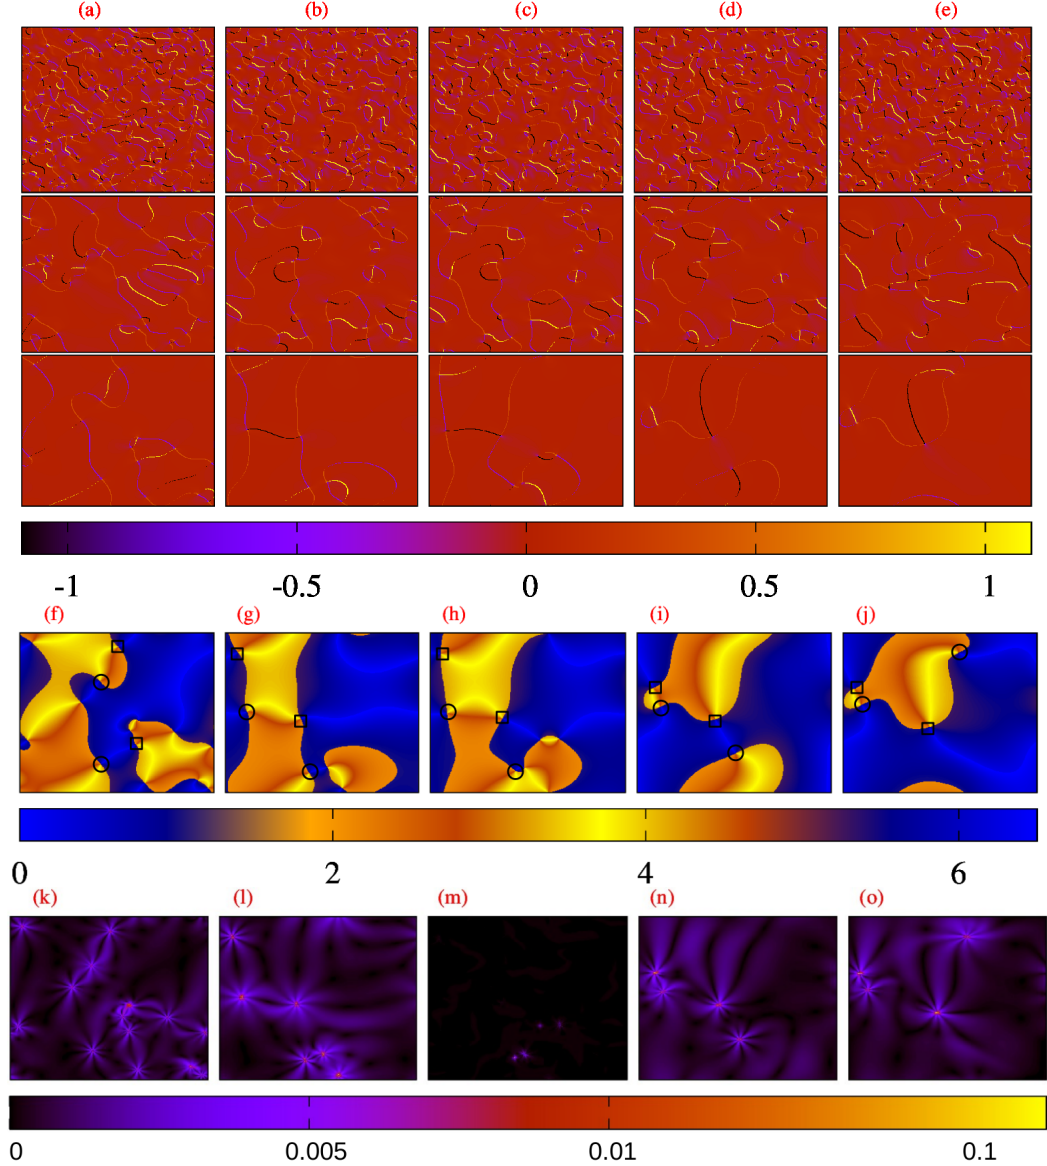 (a) (b) (c) (d) (e)
-1 -0.5 0 0.5 1
(f) (g) (h) (i) (j)
0 2 4 6
(k) (l) (m) (n) (o)
0 0.005 0.01 0.1